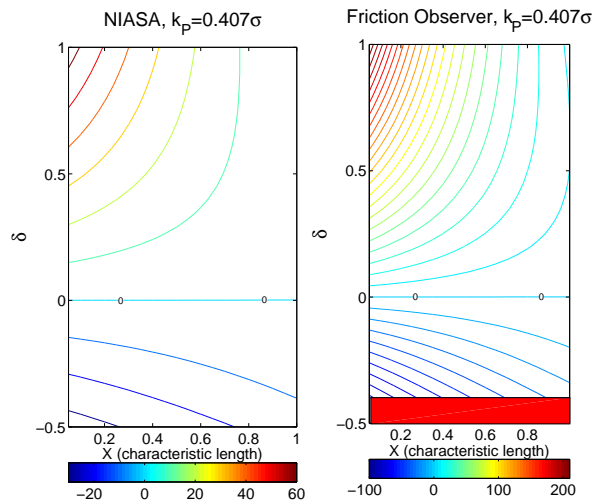 NIASA, k_P=0.407σ
1
0.5
0
−0.5
δ
0
0
0.2 0.4 0.6 0.8 1
X (characteristic length)
−20 0 20 40 60
Friction Observer, k_P=0.407σ
1
0.5
0
−0.5
δ
0
0
0.2 0.4 0.6 0.8
X (characteristic length)
−100 0 100 200